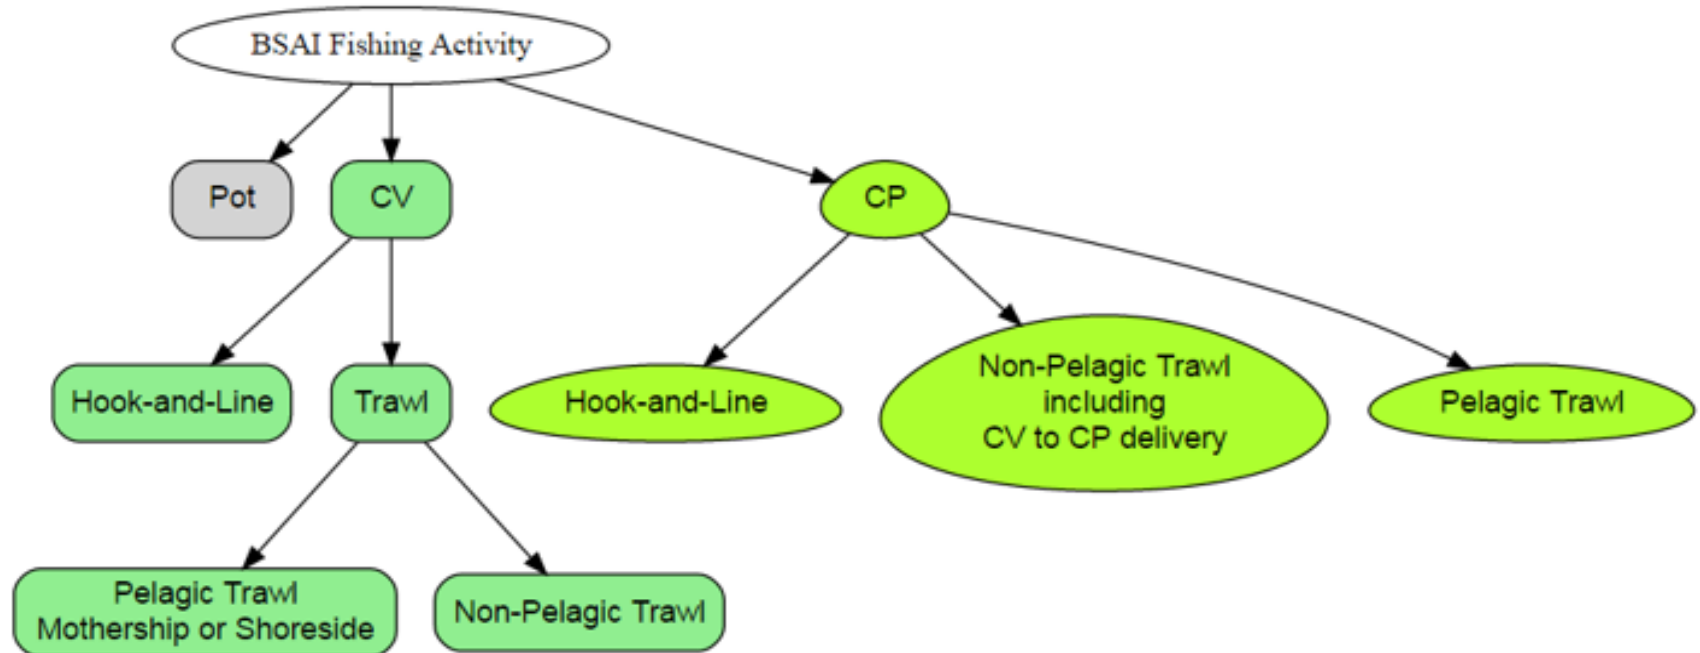 BSAI Fishing Activity
Pot
CV
CP
Hook-and-Line
Trawl
Hook-and-Line
Non-Pelagic Trawl
including
CV to CP delivery
Pelagic Trawl
Pelagic Trawl
Mothership or Shoreside
Non-Pelagic Trawl